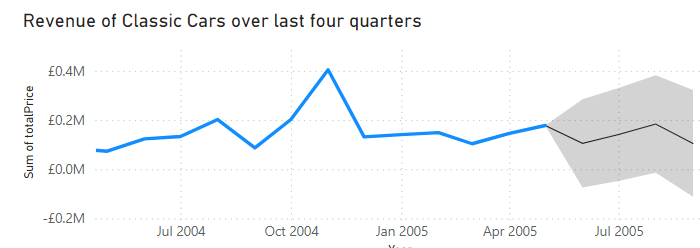 Revenue of Classic Cars over last four quarters
£0.4M
£0.2M
£0.0M
-£0.2M
Sum of totalPrice
Jul 2004 Oct 2004 Jan 2005 Apr 2005 Jul 2005